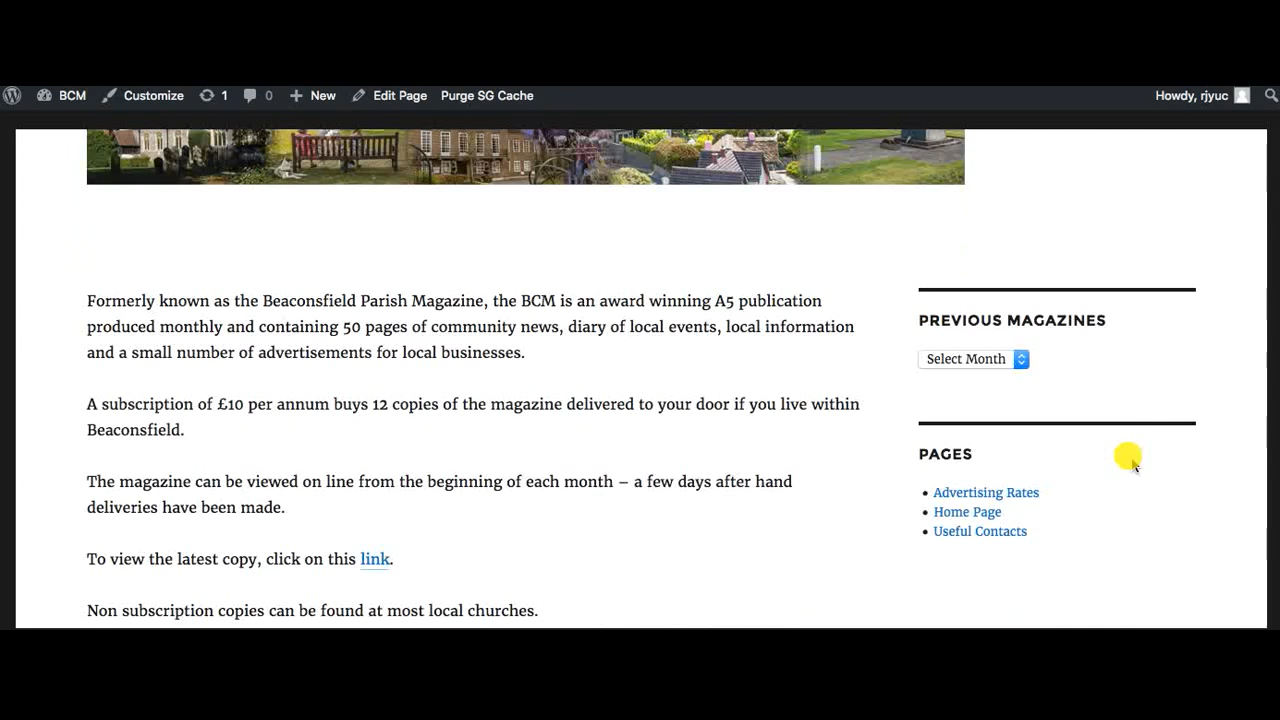 BCM Customize 1 0 New Edit Page Purge SG Cache Howdy, rjyuc
Formerly known as the Beaconsfield Parish Magazine, the BCM is an award winning A5 publication
produced monthly and containing 50 pages of community news, diary of local events, local information
and a small number of advertisements for local businesses.
A subscription of £10 per annum buys 12 copies of the magazine delivered to your door if you live within
Beaconsfield.
The magazine can be viewed on line from the beginning of each month – a few days after hand
deliveries have been made.
To view the latest copy, click on this link.
Non subscription copies can be found at most local churches.
PREVIOUS MAGAZINES
Select Month
PAGES
• Advertising Rates
• Home Page
• Useful Contacts